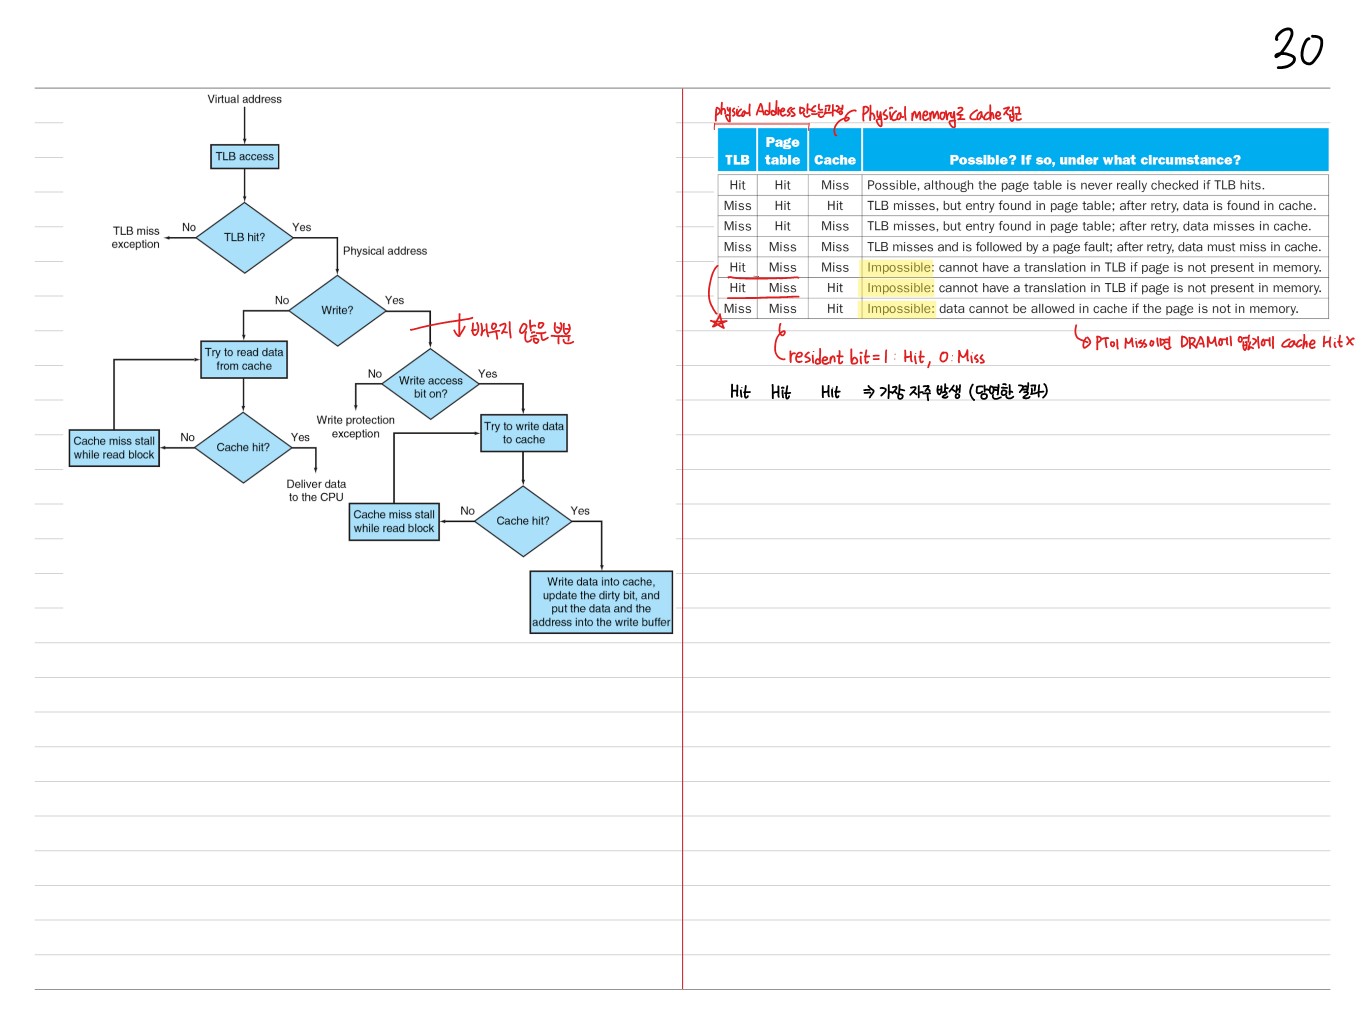 30
Virtual address
TLB access
TLB hit?
No
Yes
TLB miss
exception
Physical address
Write?
No
Yes
배우지 않은 부분
Try to read data
from cache
Write access
bit on?
No
Yes
Write protection
exception
Try to write data
to cache
Cache hit?
No
Yes
Cache miss stall
while read block
Deliver data
to the CPU
Cache hit?
No
Yes
Cache miss stall
while read block
Write data into cache,
update the dirty bit, and
put the data and the
address into the write buffer
physical Address 만드는과정
Physical memory로 cache 접근
TLB Page table Cache Possible? If so, under what circumstance?
Hit Hit Miss Possible, although the page table is never really checked if TLB hits.
Miss Hit Hit TLB misses, but entry found in page table; after retry, data is found in cache.
Miss Hit Miss TLB misses, but entry found in page table; after retry, data misses in cache.
Miss Miss Miss TLB misses and is followed by a page fault; after retry, data must miss in cache.
Hit Miss Miss Impossible: cannot have a translation in TLB if page is not present in memory.
Hit Miss Hit Impossible: cannot have a translation in TLB if page is not present in memory.
Miss Miss Hit Impossible: data cannot be allowed in cache if the page is not in memory.
PT이 Miss이면 DRAM에 없기에 cache Hit x
resident bit = 1 : Hit, 0 : Miss
Hit Hit Hit ⇒ 가장 자주 발생 (당연한 결과)